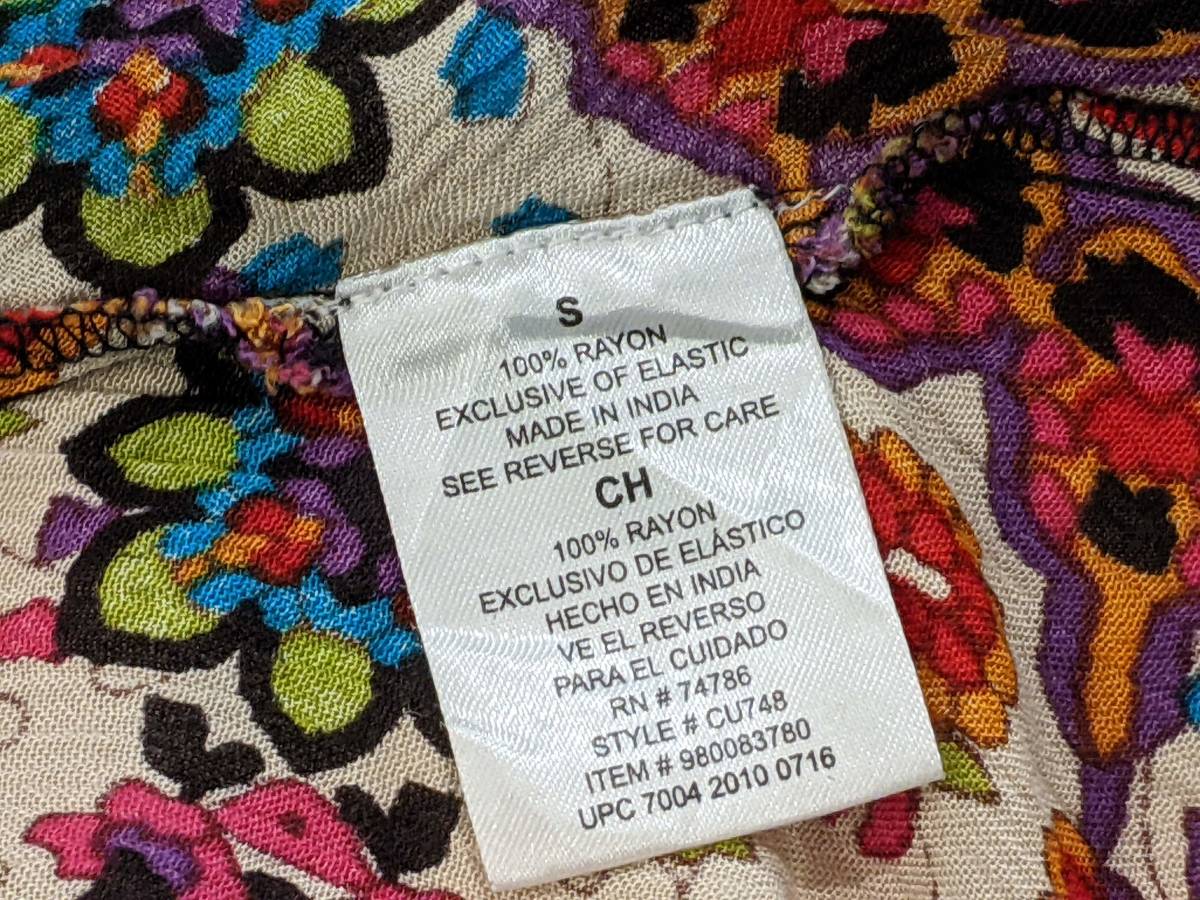 S
100% RAYON
EXCLUSIVE OF ELASTIC
MADE IN INDIA
SEE REVERSE FOR CARE
CH
100% RAYON
EXCLUSIVO DE ELÁSTICO
HECHO EN INDIA
VE EL REVERSO
PARA EL CUIDADO
RN # 74786
STYLE # CU748
ITEM # 980083780
UPC 7004 2010 0716